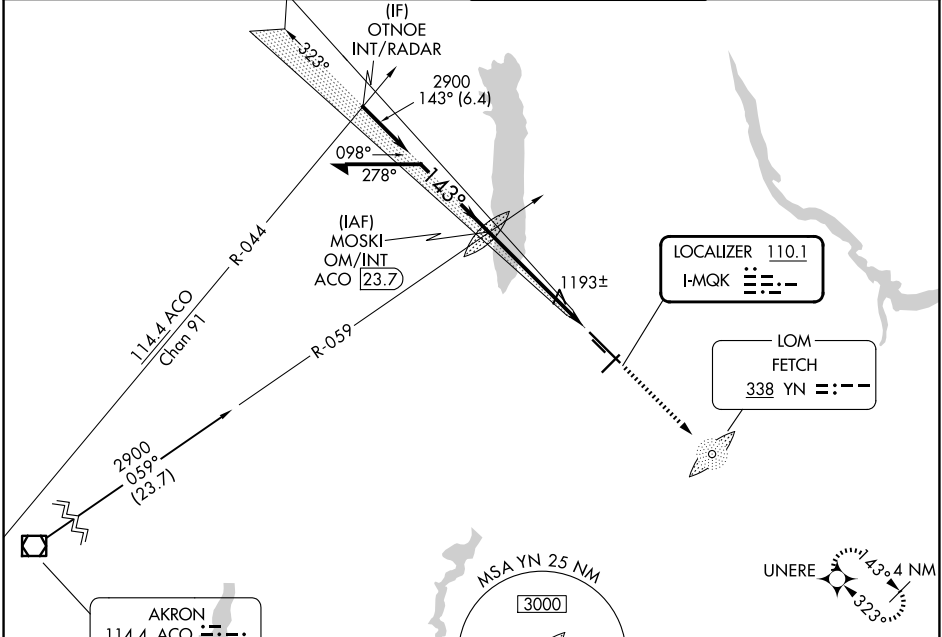 (IF)
OTNOE
INT/RADAR
323°
2900
143° (6.4)
098°
278°
143°
(IAF)
MOSKI
OM/INT
ACO 23.7
R-044
1193±
LOCALIZER 110.1
I-MQK
114.4 ACO
Chan 91
R-059
LOM
FETCH
338 YN
2900
059°
(23.7)
MSA YN 25 NM
3000
UNERE
143°
4 NM
323°
AKRON
114.4 ACO